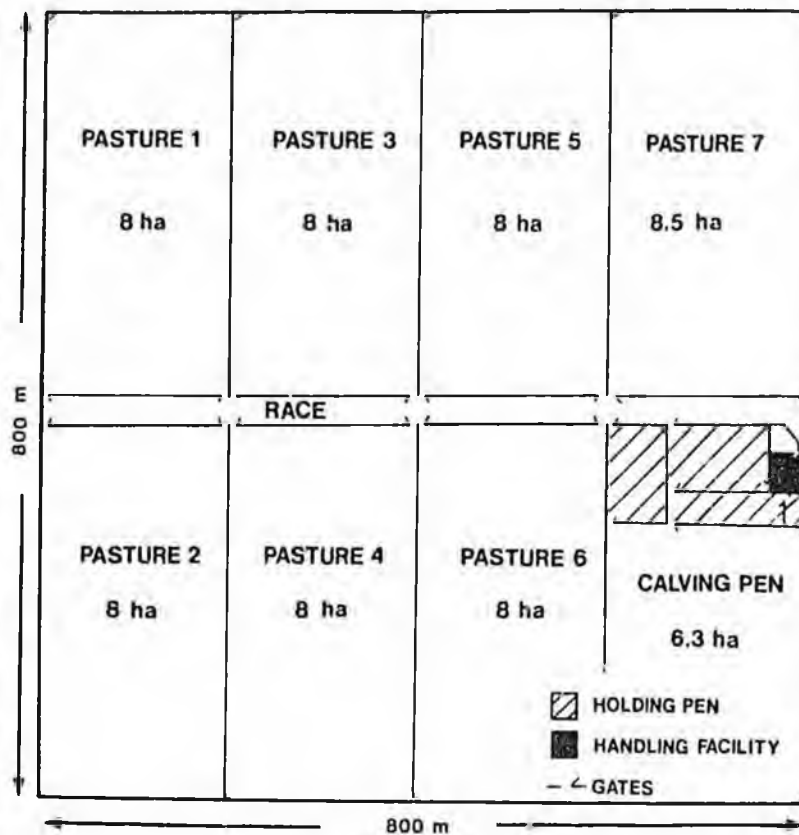 PASTURE 1
8 ha
PASTURE 3
8 ha
PASTURE 5
8 ha
PASTURE 7
8.5 ha
800 m
RACE
PASTURE 2
8 ha
PASTURE 4
8 ha
PASTURE 6
8 ha
CALVING PEN
6.3 ha
HOLDING PEN
HANDLING FACILITY
GATES
800 m